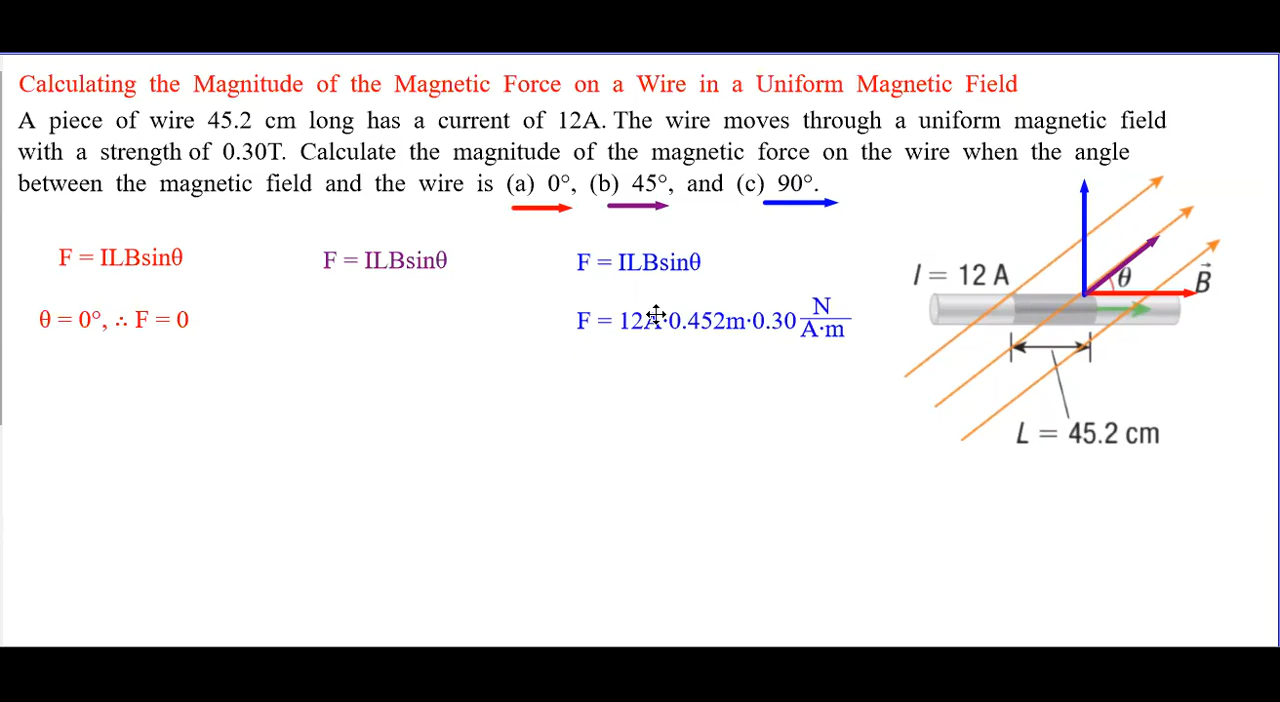 Calculating the Magnitude of the Magnetic Force on a Wire in a Uniform Magnetic Field
A piece of wire 45.2 cm long has a current of 12A. The wire moves through a uniform magnetic field
with a strength of 0.30T. Calculate the magnitude of the magnetic force on the wire when the angle
between the magnetic field and the wire is (a) 0°, (b) 45°, and (c) 90°.
F = ILBsinθ
θ = 0°, ∴ F = 0
F = ILBsinθ
F = ILBsinθ
F = 12A·0.452m·0.30 N/A·m
I = 12 A
θ
B⃗
L = 45.2 cm